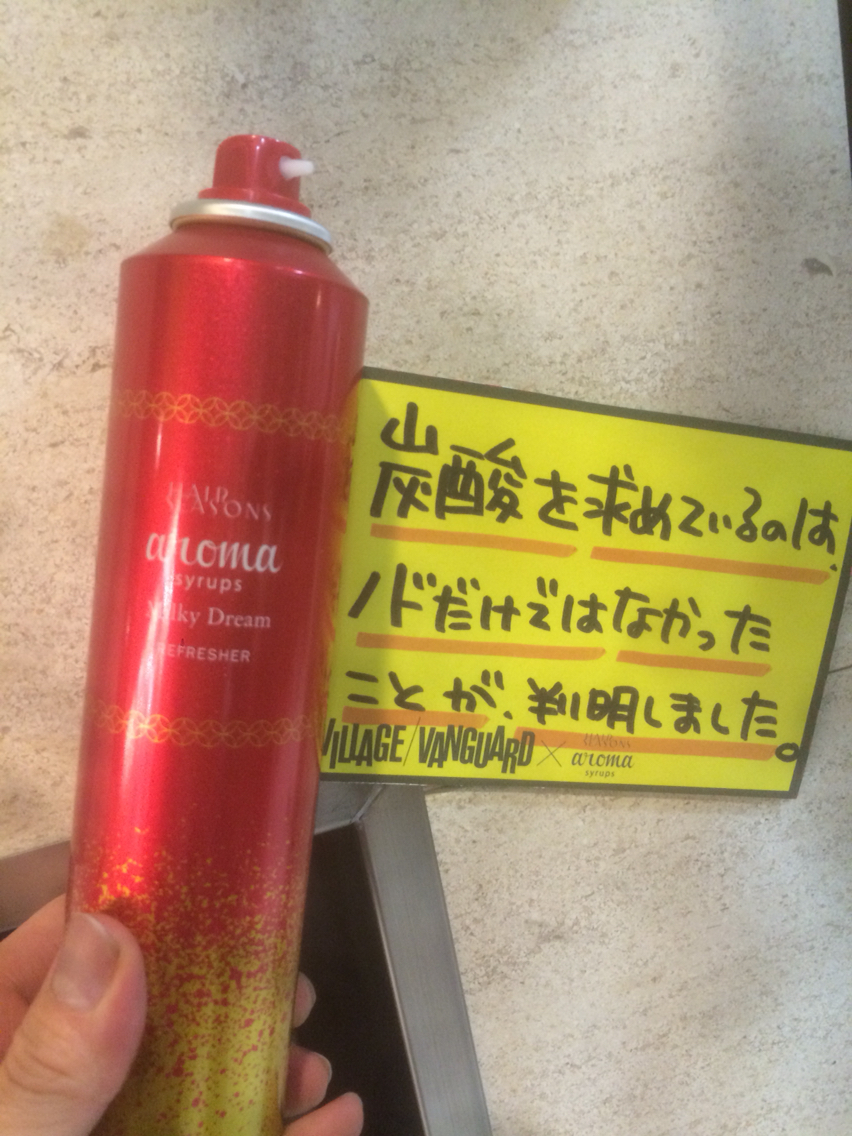 HAIR
SEASONS
aroma
syrups
Milky Dream
REFRESHER
炭酸を求めているのは、
ノドだけではなかった
ことが、判明しました。
VILLAGE/VANGUARD × HAIR SEASONS aroma syrups